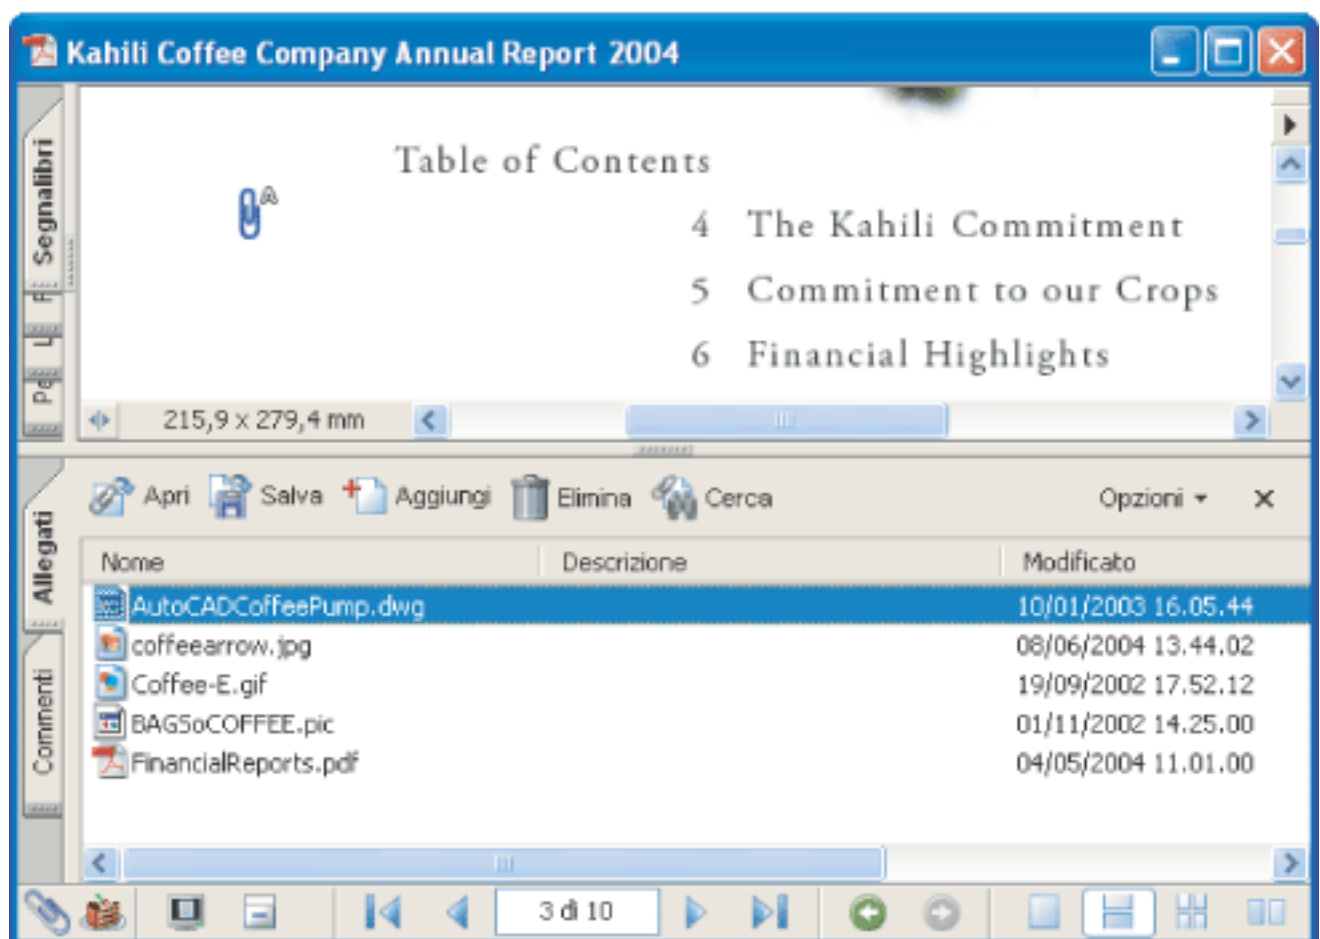 Kahili Coffee Company Annual Report 2004
Segnalibri
Table of Contents
A
4 The Kahili Commitment
5 Commitment to our Crops
6 Financial Highlights
Pe
215,9 x 279,4 mm
Allegati
Apri Salva Aggiungi Elimina Cerca Opzioni
Nome Descrizione Modificato
AutoCADCoffeePump.dwg 10/01/2003 16.05.44
coffeearrow.jpg 08/06/2004 13.44.02
Coffee-E.gif 19/09/2002 17.52.12
BAGSoCOFFEE.pic 01/11/2002 14.25.00
FinancialReports.pdf 04/05/2004 11.01.00
Commenti
3 di 10